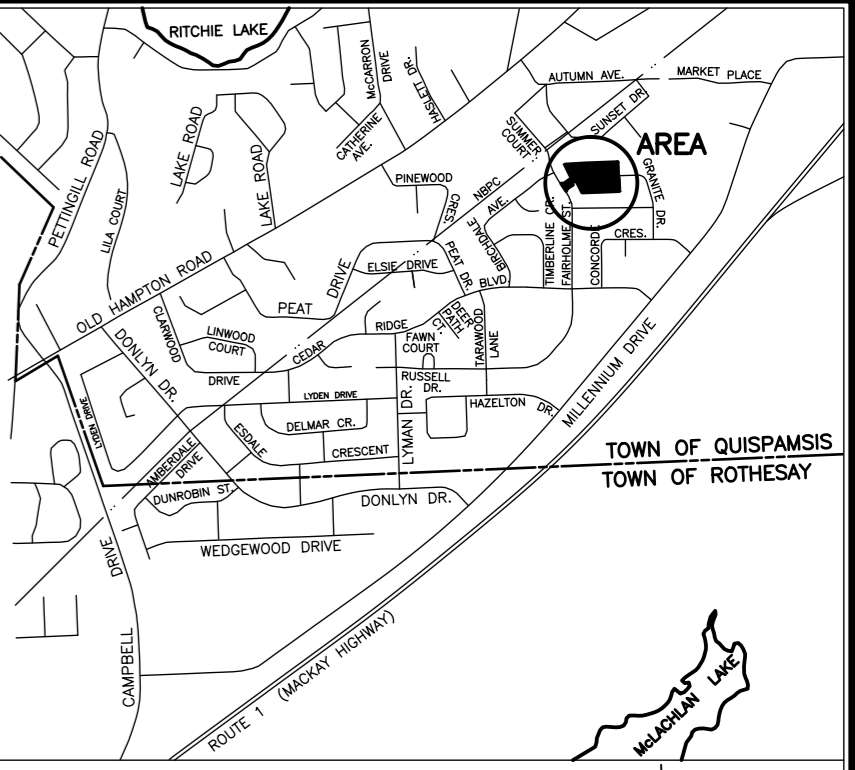 RITCHIE LAKE
McCARRON
DRIVE
HASLETT DR.
CATHERINE
AVE.
AUTUMN AVE.
MARKET PLACE
SUNSET DR
SUMMER
COURT
AREA
GRANITE DR.
PETTINGILL ROAD
LILA COURT
LAKE ROAD
LAKE ROAD
PINEWOOD
CRES.
NBPC
BIRCHDALE
AVE.
TIMBERLINE CR.
FAIRHOLME ST.
CONCORDE
CRES.
OLD HAMPTON ROAD
ELSIE DRIVE
PEAT DR.
PEAT
DRIVE
BLVD.
CLARWOOD
DRIVE
LINWOOD
COURT
CEDAR
RIDGE
DEER
PATH
CT.
FAWN
COURT
TARAWOOD
LANE
DONLYN DR.
RUSSELL
DR.
LYDEN DRIVE
LYDEN DRIVE
HAZELTON
DR.
DELMAR CR.
LYMAN DR.
ESDALE
CRESCENT
MILLENNIUM DRIVE
AMBERDALE
DRIVE
DUNROBIN ST.
DONLYN DR.
TOWN OF QUISPAMSIS
TOWN OF ROTHESAY
WEDGEWOOD DRIVE
DRIVE
CAMPBELL
ROUTE 1 (MACKAY HIGHWAY)
McLACHLAN LAKE